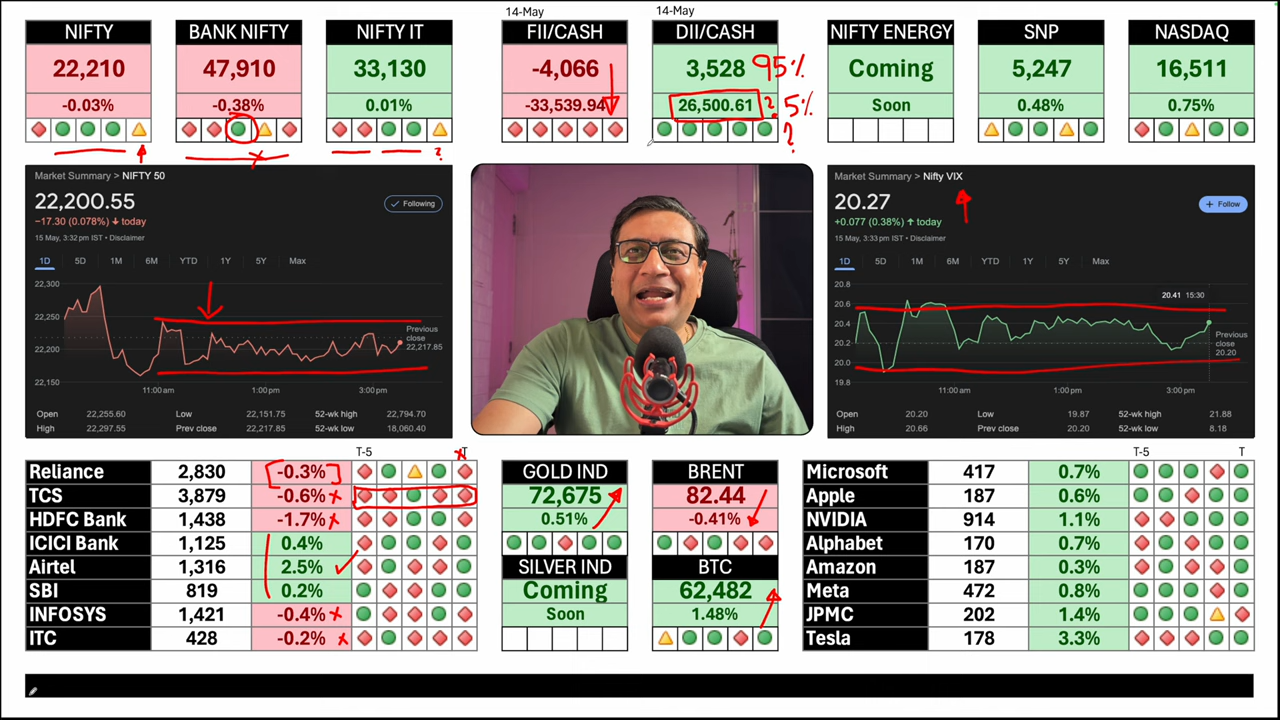 14-May
14-May
NIFTY
BANK NIFTY
NIFTY IT
FII/CASH
DII/CASH
NIFTY ENERGY
SNP
NASDAQ
22,210
47,910
33,130
-4,066
3,528
95%
Coming
5,247
16,511
-0.03%
-0.38%
0.01%
-33,539.94
26,500.61
? 5%
Soon
0.48%
0.75%
?
?
Market Summary > NIFTY 50
22,200.55
✓ Following
−17.30 (0.078%) ↓ today
15 May, 3:32 pm IST • Disclaimer
1D 5D 1M 6M YTD 1Y 5Y Max
22,300
22,250
22,200
22,150
Previous
close
22,217.85
11:00 am 1:00 pm 3:00 pm
Open 22,255.60 Low 22,151.75 52-wk high 22,794.70
High 22,297.55 Prev close 22,217.85 52-wk low 18,060.40
Market Summary > Nifty VIX
20.27
+ Follow
+0.077 (0.38%) ↑ today
15 May, 3:33 pm IST • Disclaimer
1D 5D 1M 6M YTD 1Y 5Y Max
20.8
20.41 15:30
20.6
20.4
20.2
20.0
19.8
Previous
close
20.20
11:00 am 1:00 pm 3:00 pm
Open 20.20 Low 19.87 52-wk high 21.88
High 20.66 Prev close 20.20 52-wk low 8.18
T-5 T
Reliance 2,830 -0.3%
TCS 3,879 -0.6%
HDFC Bank 1,438 -1.7%
ICICI Bank 1,125 0.4%
Airtel 1,316 2.5%
SBI 819 0.2%
INFOSYS 1,421 -0.4%
ITC 428 -0.2%
GOLD IND
72,675
0.51%
SILVER IND
Coming
Soon
BRENT
82.44
-0.41%
BTC
62,482
1.48%
T-5 T
Microsoft 417 0.7%
Apple 187 0.6%
NVIDIA 914 1.1%
Alphabet 170 0.7%
Amazon 187 0.3%
Meta 472 0.8%
JPMC 202 1.4%
Tesla 178 3.3%